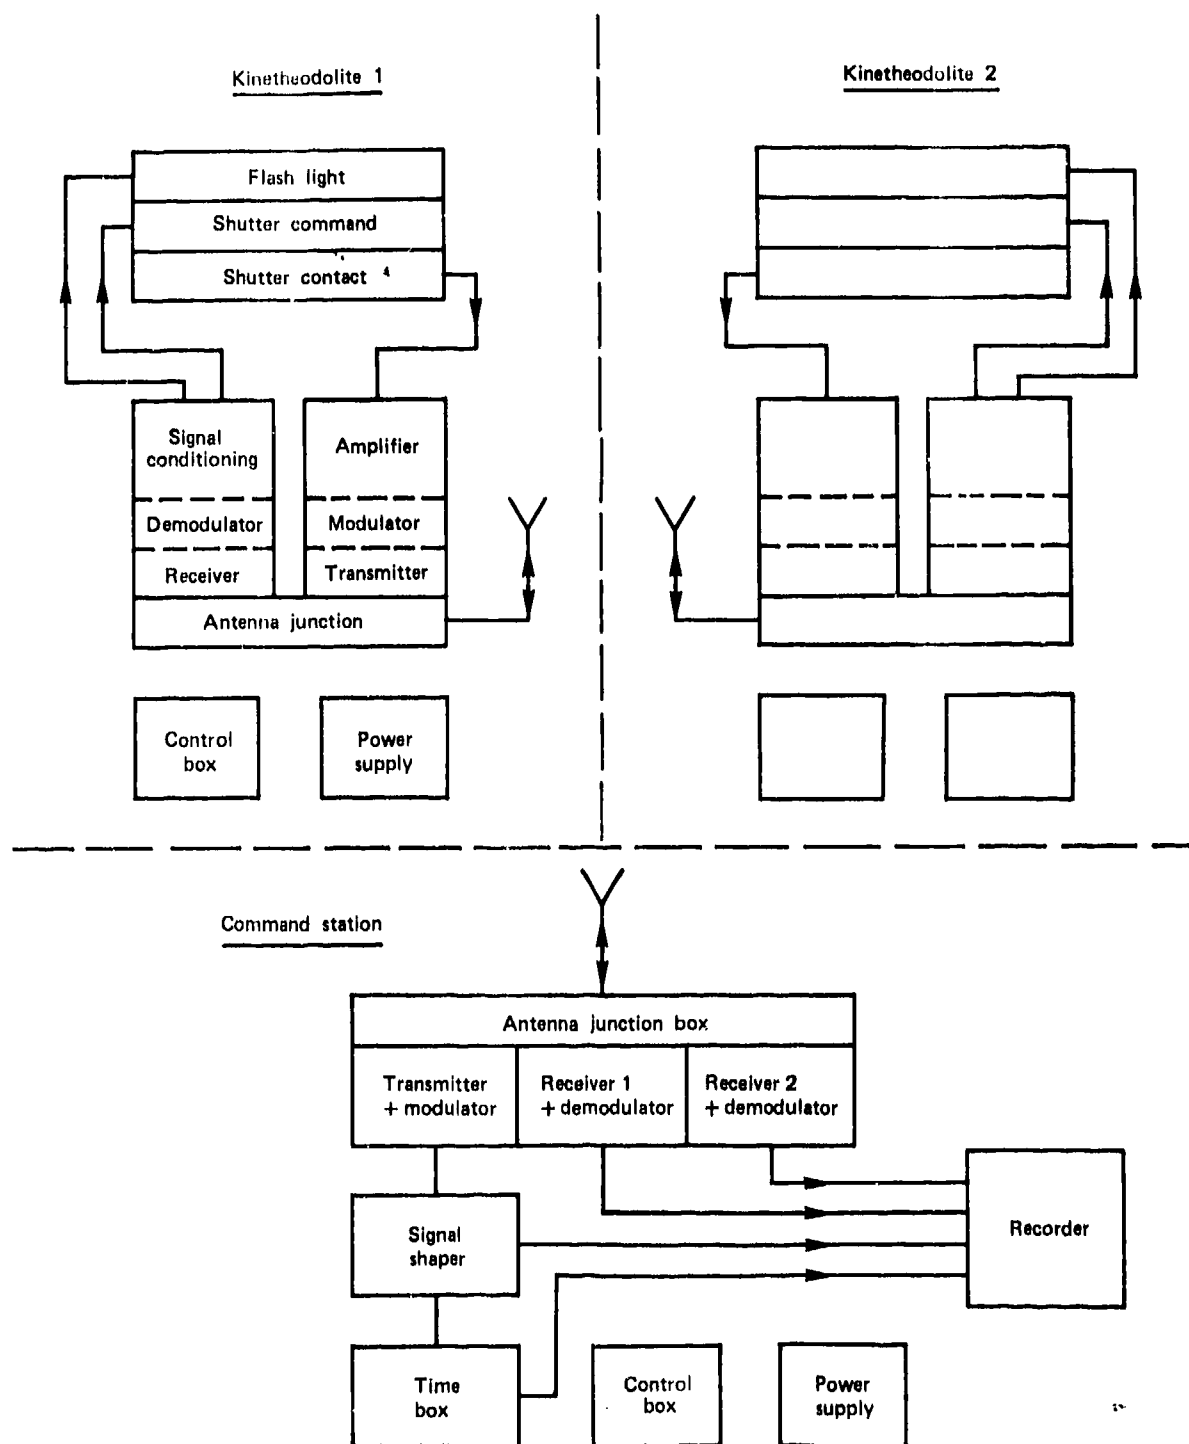 Kinetheodolite 1
Kinetheodolite 2
Flash light
Shutter command
Shutter contact
Signal
conditioning
Amplifier
Demodulator
Modulator
Receiver
Transmitter
Antenna junction
Control
box
Power
supply
Command station
Antenna junction box
Transmitter
+ modulator
Receiver 1
+ demodulator
Receiver 2
+ demodulator
Signal
shaper
Recorder
Time
box
Control
box
Power
supply